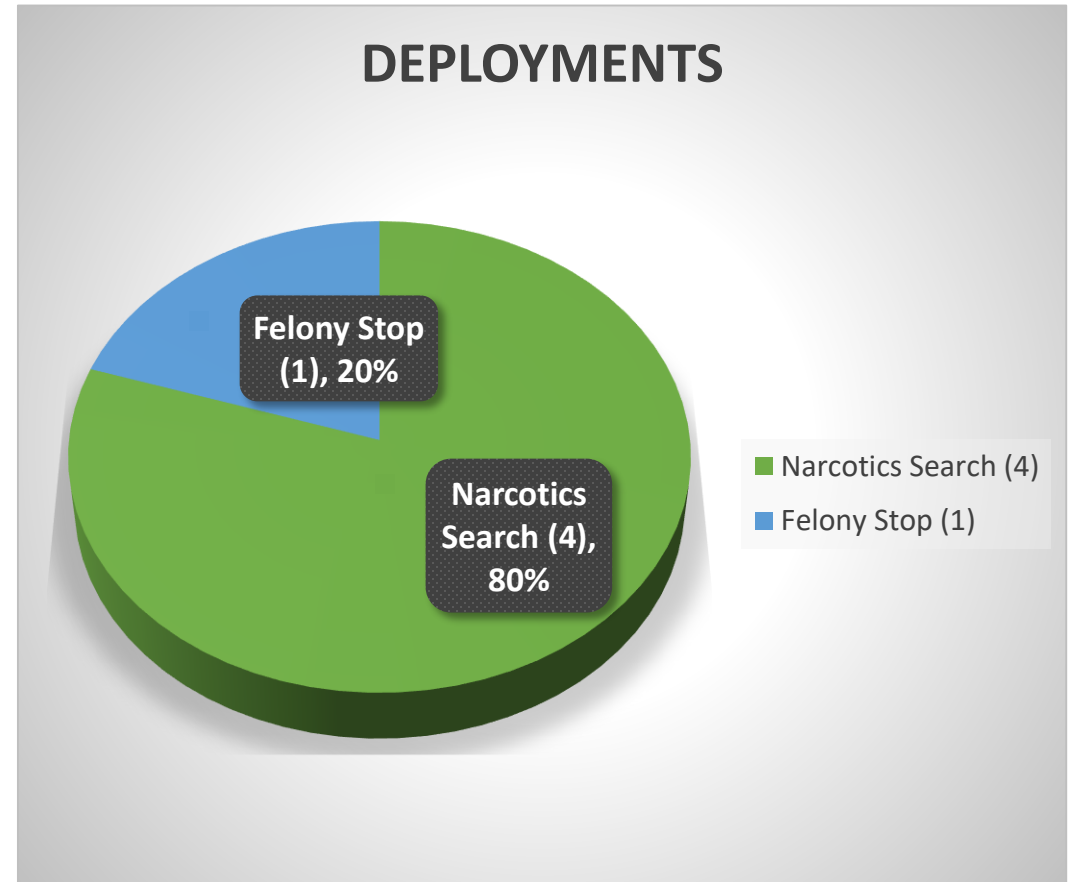 DEPLOYMENTS
Felony Stop
(1), 20%
Narcotics
Search (4),
80%
Narcotics Search (4)
Felony Stop (1)